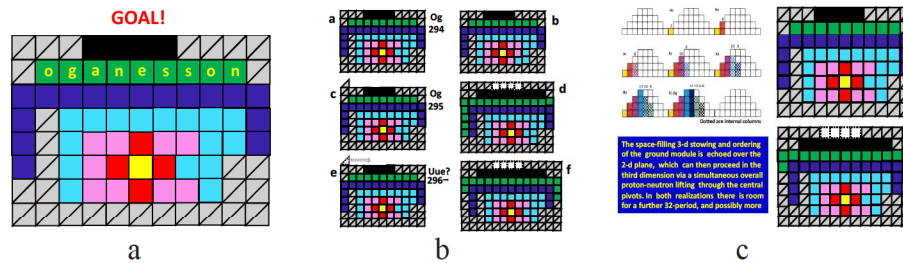 GOAL!
o g a n e s s o n
a
b
a
Og
294
b
c
Og
295
d
e
Uue?
296~
f
b
Dotted are internal columns
The space-filling 3-d stowing and ordering
of the ground module is echoed over the
2-d plane, which can then proceed in the
third dimension via a simultaneous overall
proton-neutron lifting through the central
pivots. In both realizations there is room
for a further 32-period, and possibly more
c